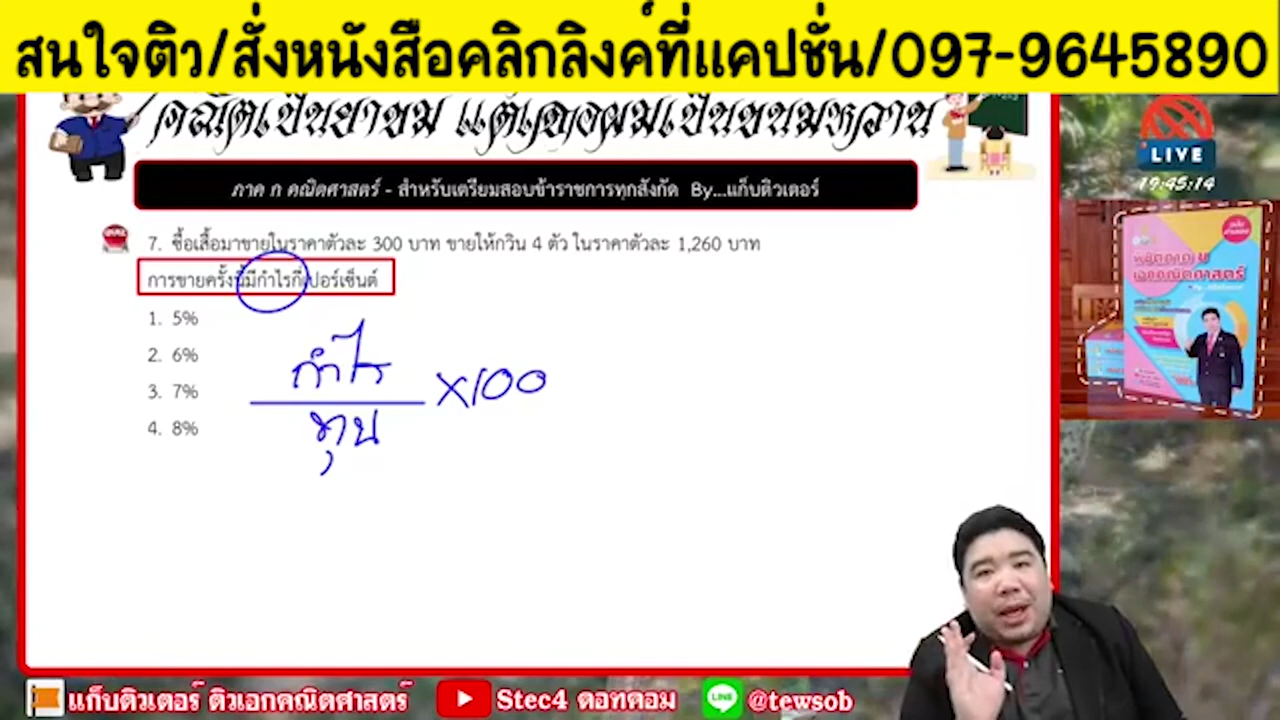 สนใจติว/สั่งหนังสือคลิกลิงค์ที่แคปชั่น/097-9645890
คณิตเป็นยาขม แต่เจอผมเป็นขนมหวาน
ภาค ก คณิตศาสตร์ - สำหรับเตรียมสอบข้าราชการทุกสังกัด By...แก็บติวเตอร์
LIVE
19:45:14
7. ซื้อเสื้อมาขายในราคาตัวละ 300 บาท ขายให้กวิน 4 ตัว ในราคาตัวละ 1,260 บาท
การขายครั้งนี้มีกำไรกี่เปอร์เซ็นต์
1. 5%
2. 6%
3. 7%
4. 8%
กำไร
ทุน
X100
แก็บติวเตอร์ ติวเอกคณิตศาสตร์
Stec4 ดอทคอม
LINE
@tewsob